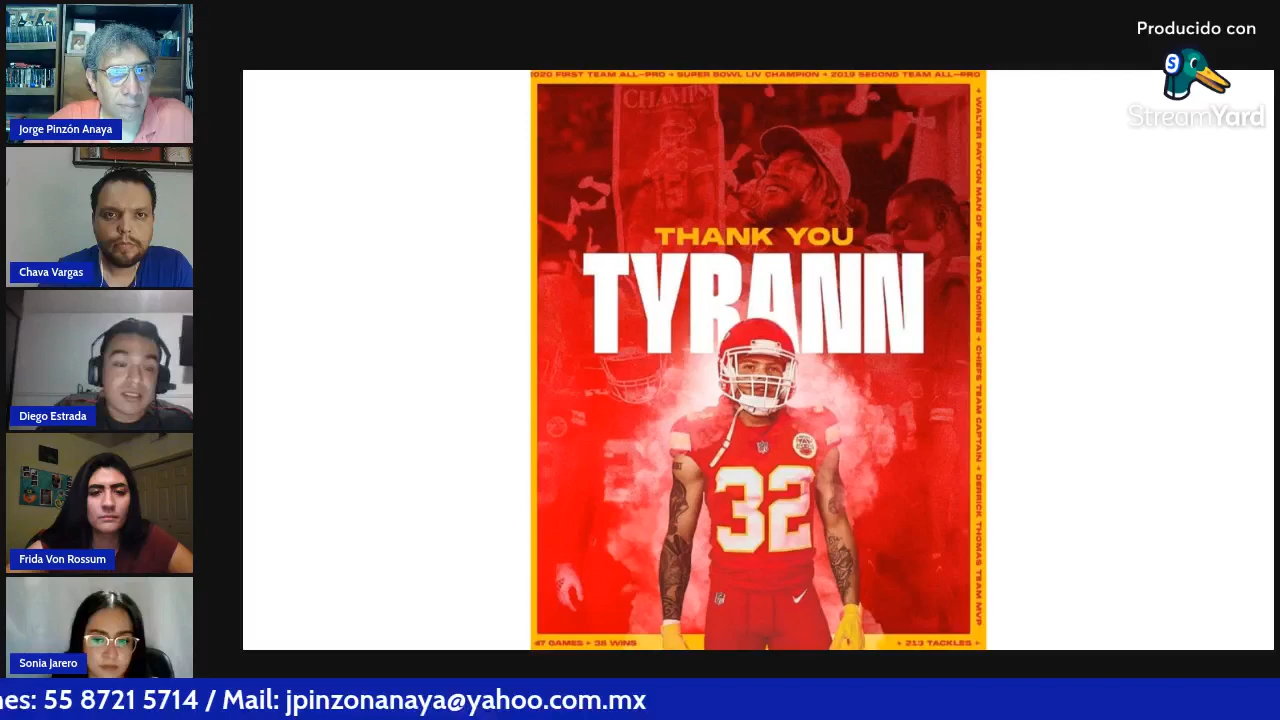 Producido con
StreamYard
Jorge Pinzón Anaya
Chava Vargas
Diego Estrada
Frida Von Rossum
Sonia Jarero
2020 FIRST TEAM ALL-PRO + SUPER BOWL LIV CHAMPION + 2019 SECOND TEAM ALL-PRO
+ WALTER PAYTON MAN OF THE YEAR NOMINEE + CHIEFS TEAM CAPTAIN + DERRICK THOMAS TEAM MVP
THANK YOU
TYRANN
32
47 GAMES + 35 WINS
+ 213 TACKLES +
nes: 55 8721 5714 / Mail: jpinzonanaya@yahoo.com.mx